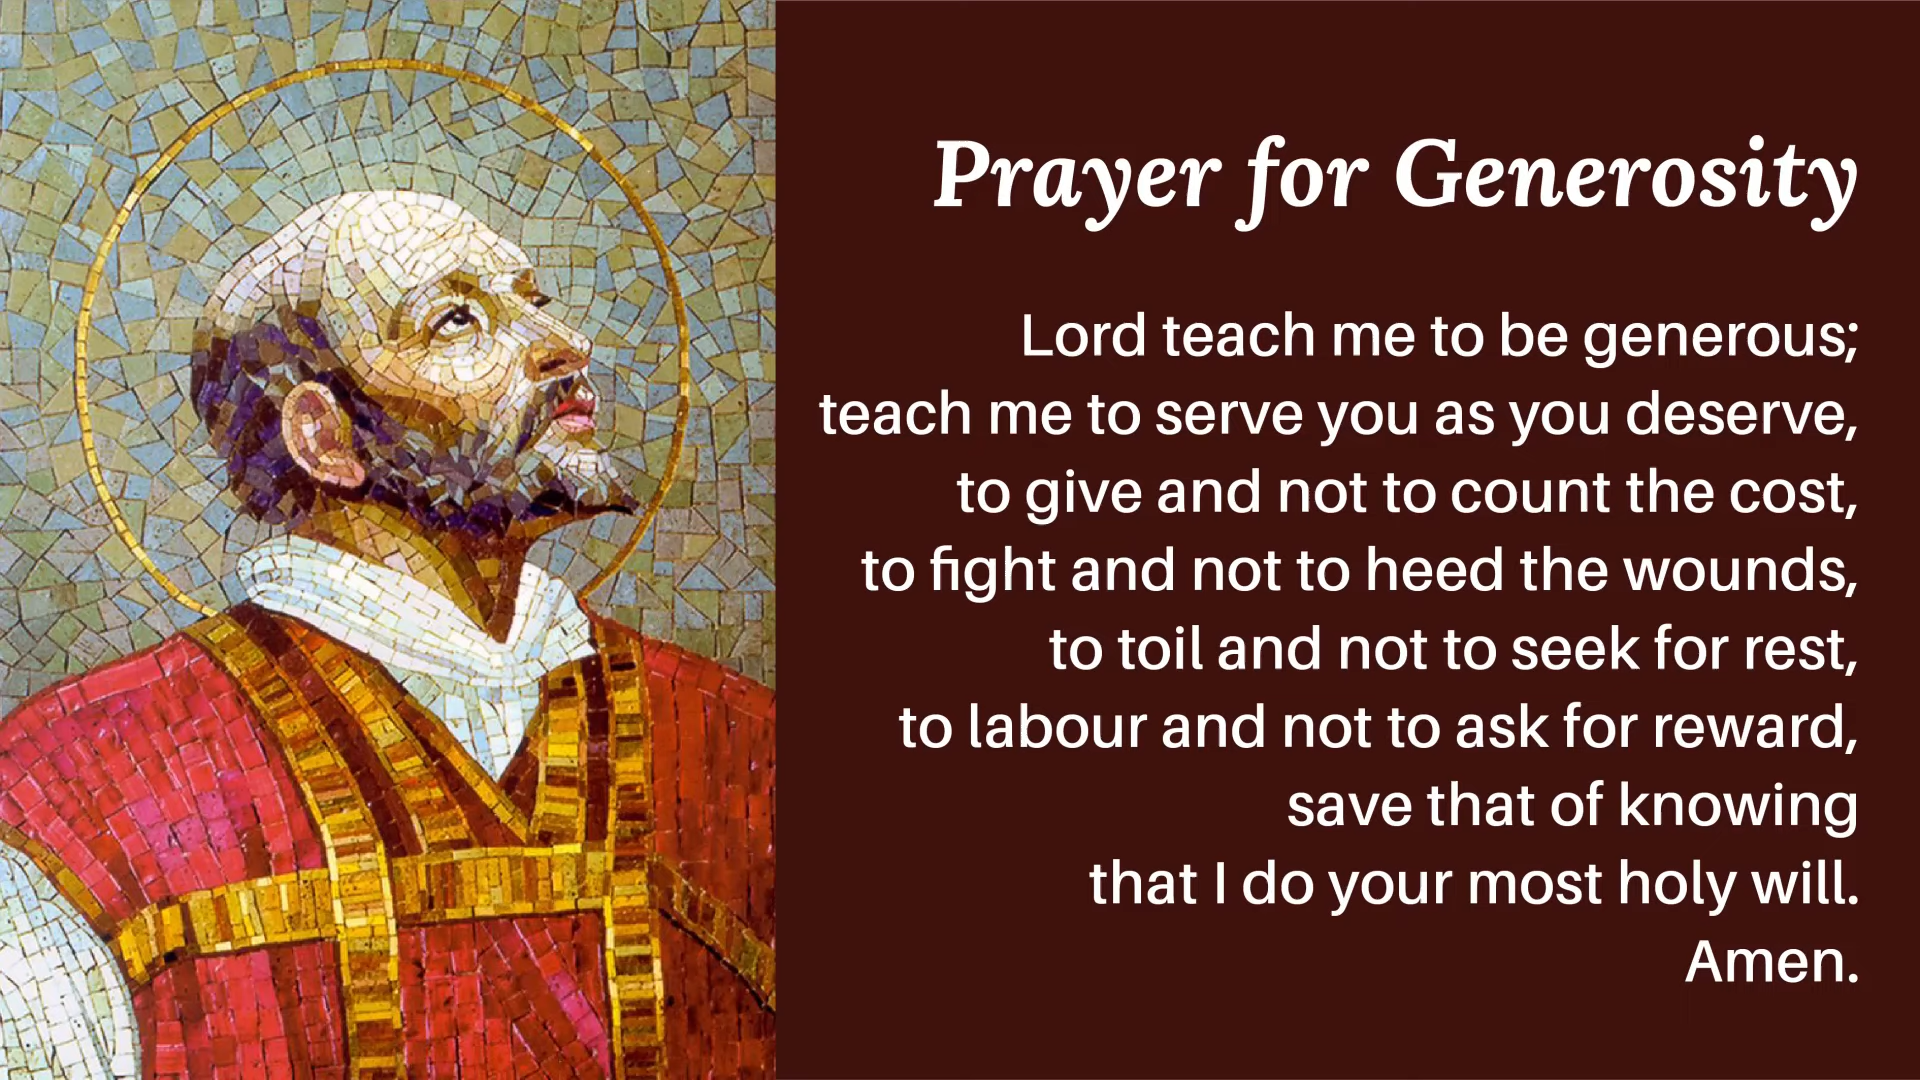 Prayer for Generosity
Lord teach me to be generous;
teach me to serve you as you deserve,
to give and not to count the cost,
to fight and not to heed the wounds,
to toil and not to seek for rest,
to labour and not to ask for reward,
save that of knowing
that I do your most holy will.
Amen.